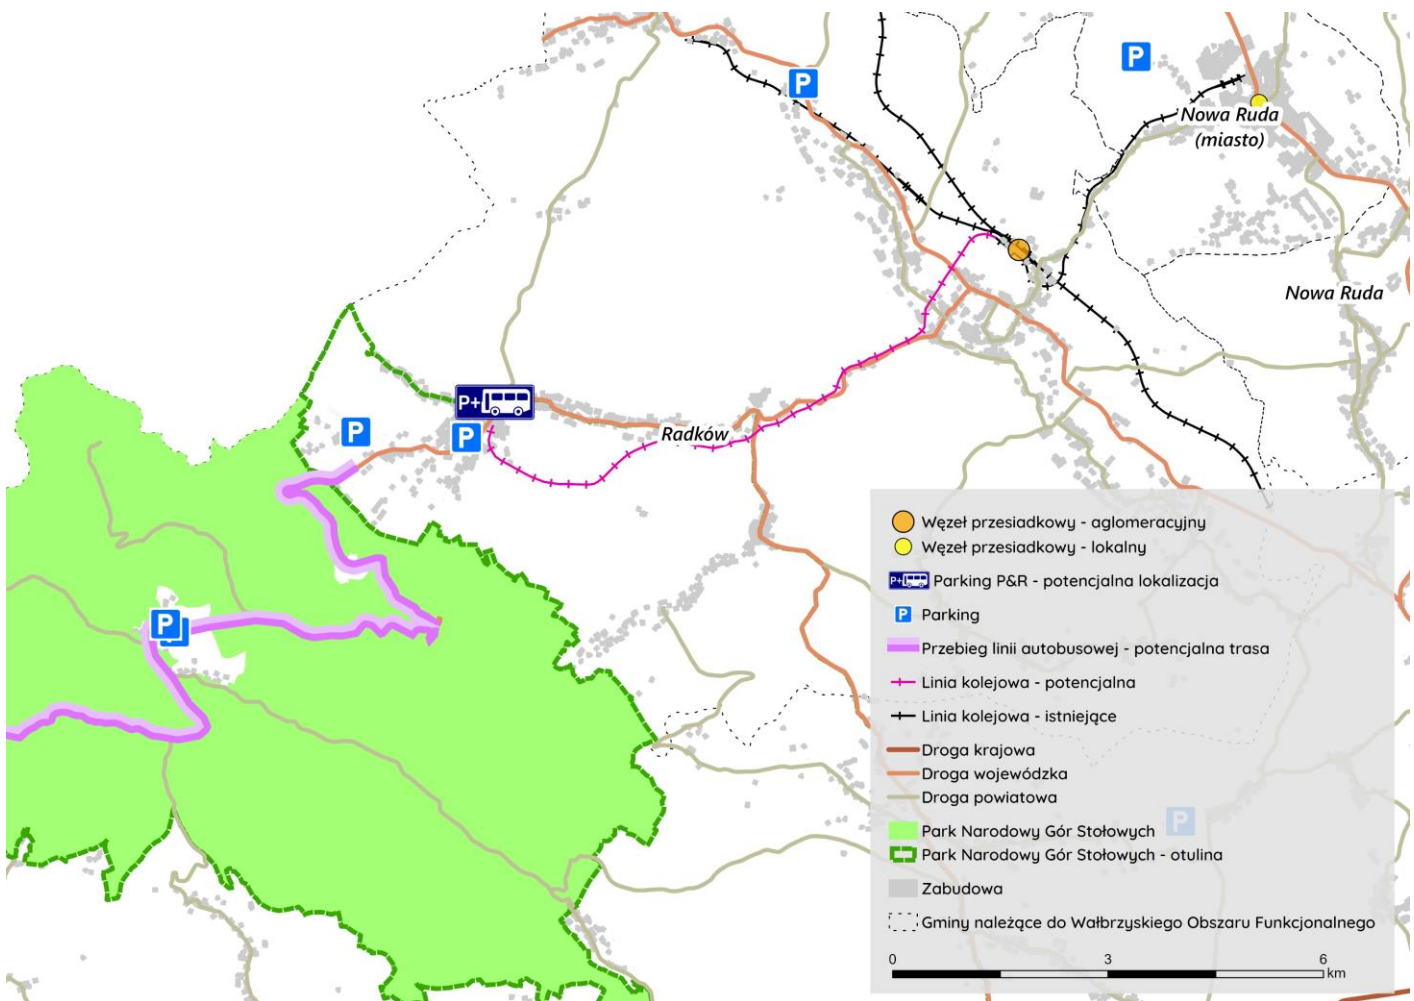 P
P
Nowa Ruda
(miasto)
Nowa Ruda
P+
P
P
Radków
P
Węzeł przesiadkowy - aglomeracyjny
Węzeł przesiadkowy - lokalny
P+ Parking P&R - potencjalna lokalizacja
P Parking
Przebieg linii autobusowej - potencjalna trasa
Linia kolejowa - potencjalna
Linia kolejowa - istniejące
Droga krajowa
Droga wojewódzka
Droga powiatowa
P
Park Narodowy Gór Stołowych
Park Narodowy Gór Stołowych - otulina
Zabudowa
Gminy należące do Wałbrzyskiego Obszaru Funkcjonalnego
0 3 6
km